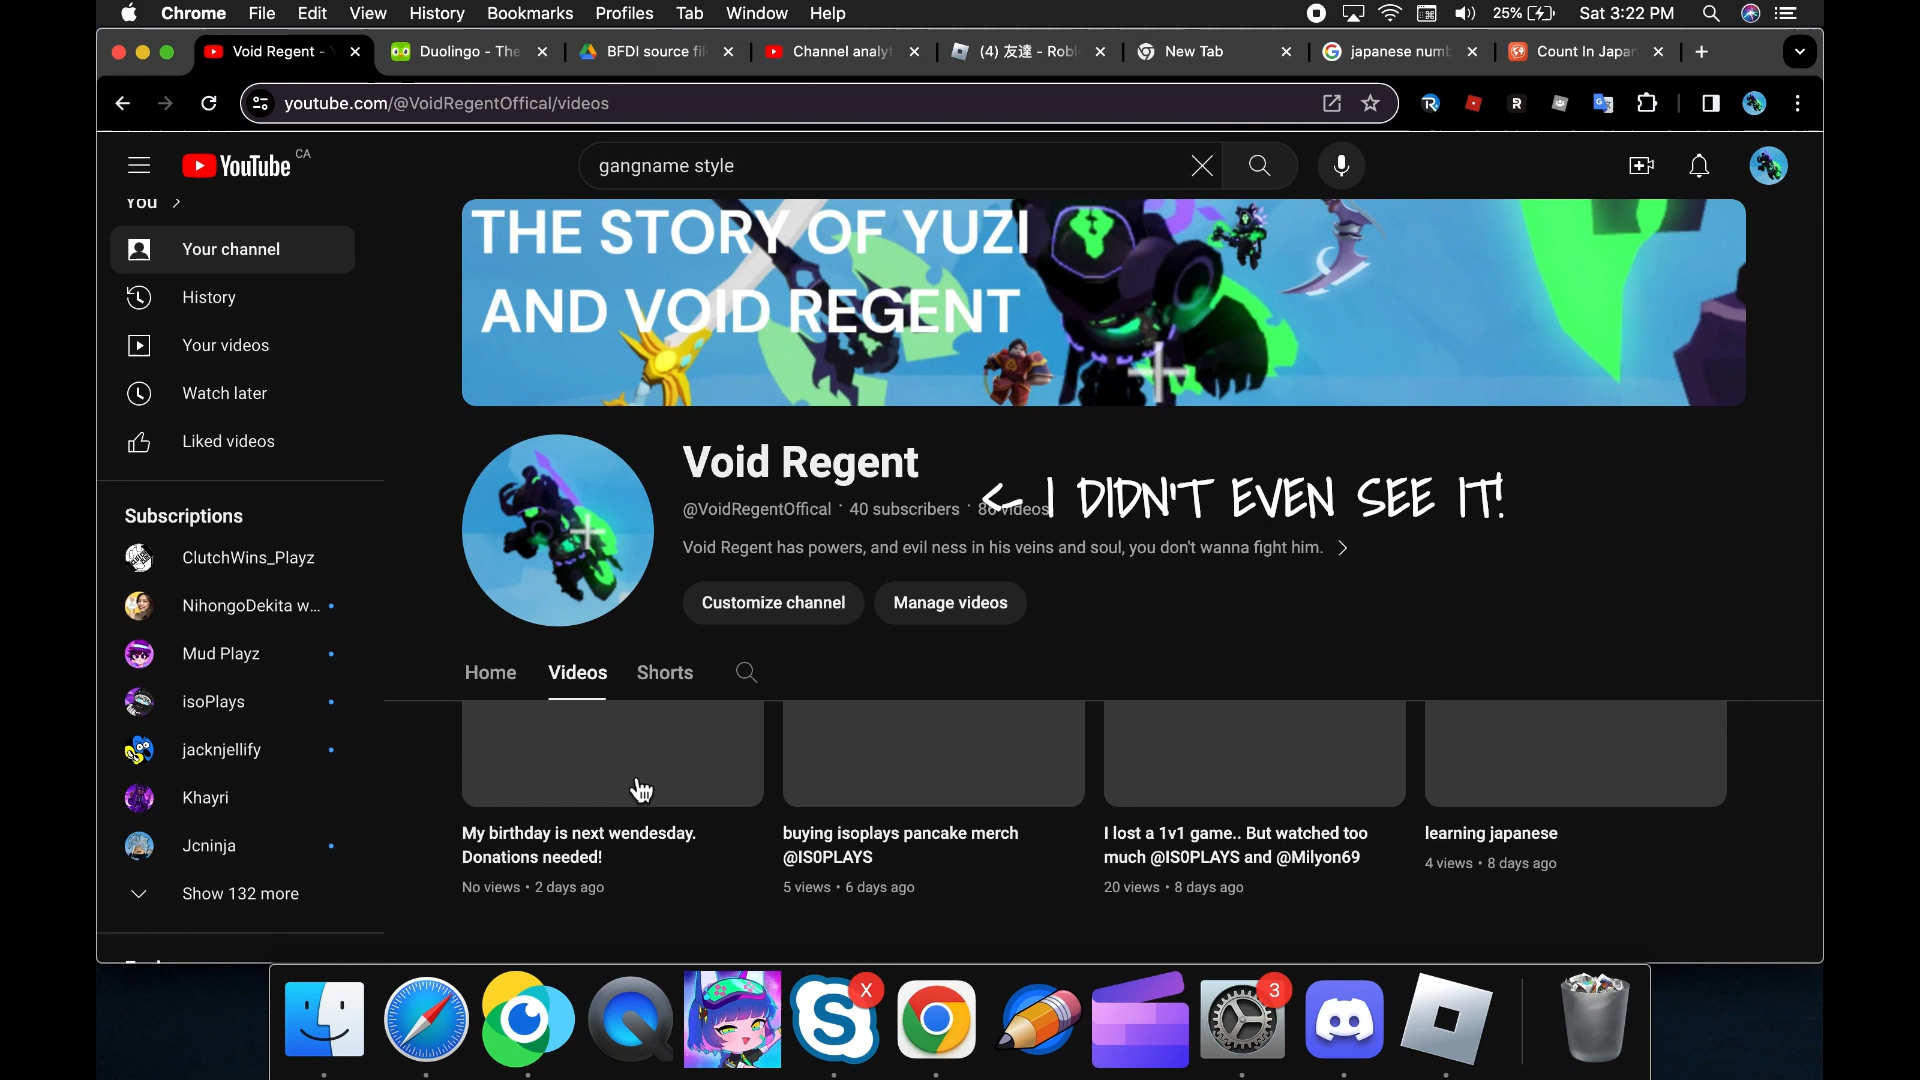 Chrome File Edit View History Bookmarks Profiles Tab Window Help 25% Sat 3:22 PM
Void Regent - Duolingo - The BFDI source fi Channel analyt (4) 友達 - Robl New Tab japanese numb Count In Japan
youtube.com/@VoidRegentOffical/videos
YouTube CA
gangname style
You
Your channel
History
Your videos
Watch later
Liked videos
Subscriptions
ClutchWins_Playz
NihongoDekita w...
Mud Playz
isoPlays
jacknjellify
Khayri
Jcninja
Show 132 more
THE STORY OF YUZI
AND VOID REGENT
Void Regent
@VoidRegentOffical · 40 subscribers · 86 videos
<- I DIDN'T EVEN SEE IT!
Void Regent has powers, and evil ness in his veins and soul, you don't wanna fight him.
Customize channel Manage videos
Home Videos Shorts
My birthday is next wendesday.
Donations needed!
No views • 2 days ago
buying isoplays pancake merch
@IS0PLAYS
5 views • 6 days ago
I lost a 1v1 game.. But watched too
much @IS0PLAYS and @Milyon69
20 views • 8 days ago
learning japanese
4 views • 8 days ago
X
3